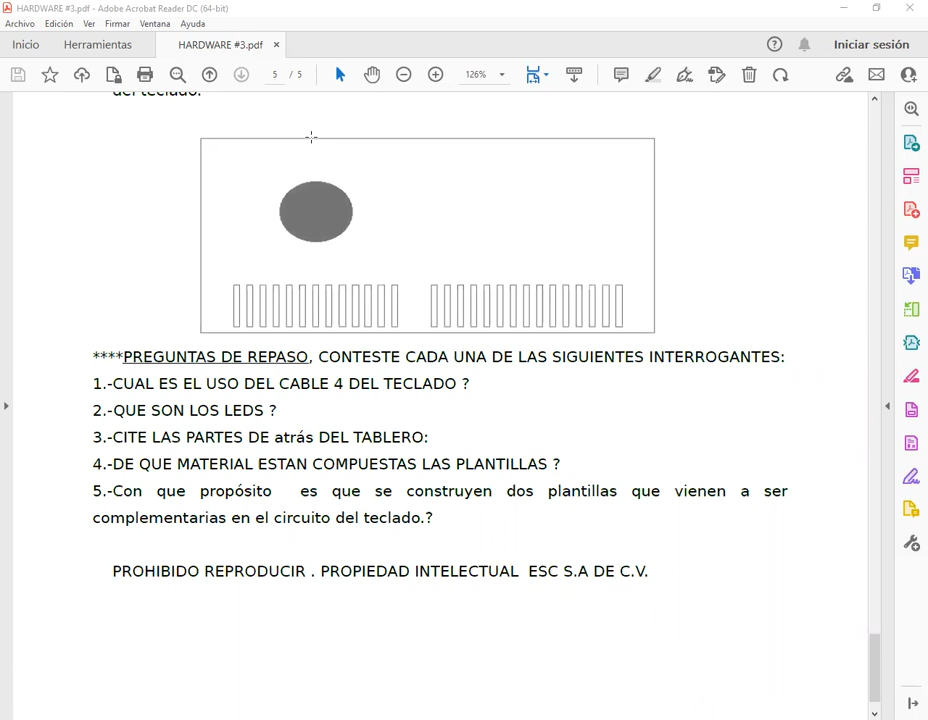 HARDWARE #3.pdf - Adobe Acrobat Reader DC (64-bit)
Archivo Edición Ver Firmar Ventana Ayuda
Inicio Herramientas HARDWARE #3.pdf × Iniciar sesión
5 / 5 126%
del teclado.
****PREGUNTAS DE REPASO, CONTESTE CADA UNA DE LAS SIGUIENTES INTERROGANTES:
1.-CUAL ES EL USO DEL CABLE 4 DEL TECLADO ?
2.-QUE SON LOS LEDS ?
3.-CITE LAS PARTES DE atrás DEL TABLERO:
4.-DE QUE MATERIAL ESTAN COMPUESTAS LAS PLANTILLAS ?
5.-Con que propósito es que se construyen dos plantillas que vienen a ser
complementarias en el circuito del teclado.?
PROHIBIDO REPRODUCIR . PROPIEDAD INTELECTUAL ESC S.A DE C.V.